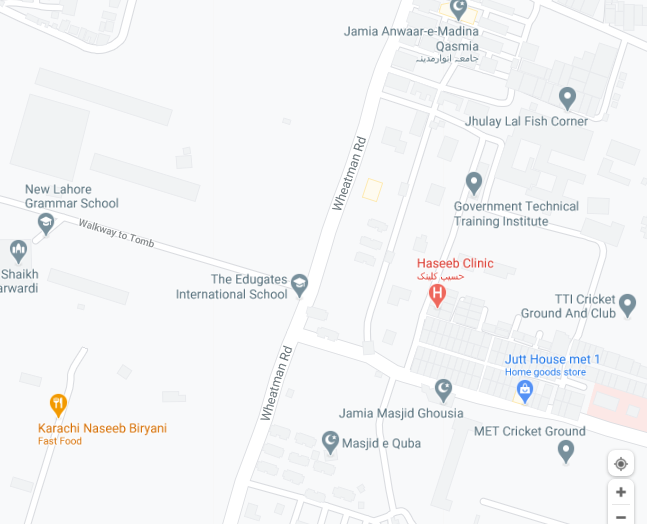 Jamia Anwaar-e-Madina
Qasmia
جامعہ انوارمدینہ
Jhulay Lal Fish Corner
Wheatman Rd
New Lahore
Grammar School
Government Technical
Training Institute
Walkway to Tomb
Shaikh
arwardi
The Edugates
International School
Haseeb Clinic
حسیب کلینک
TTI Cricket
Ground And Club
Wheatman Rd
Jutt House met 1
Home goods store
Karachi Naseeb Biryani
Fast Food
Jamia Masjid Ghousia
MET Cricket Ground
Masjid e Quba